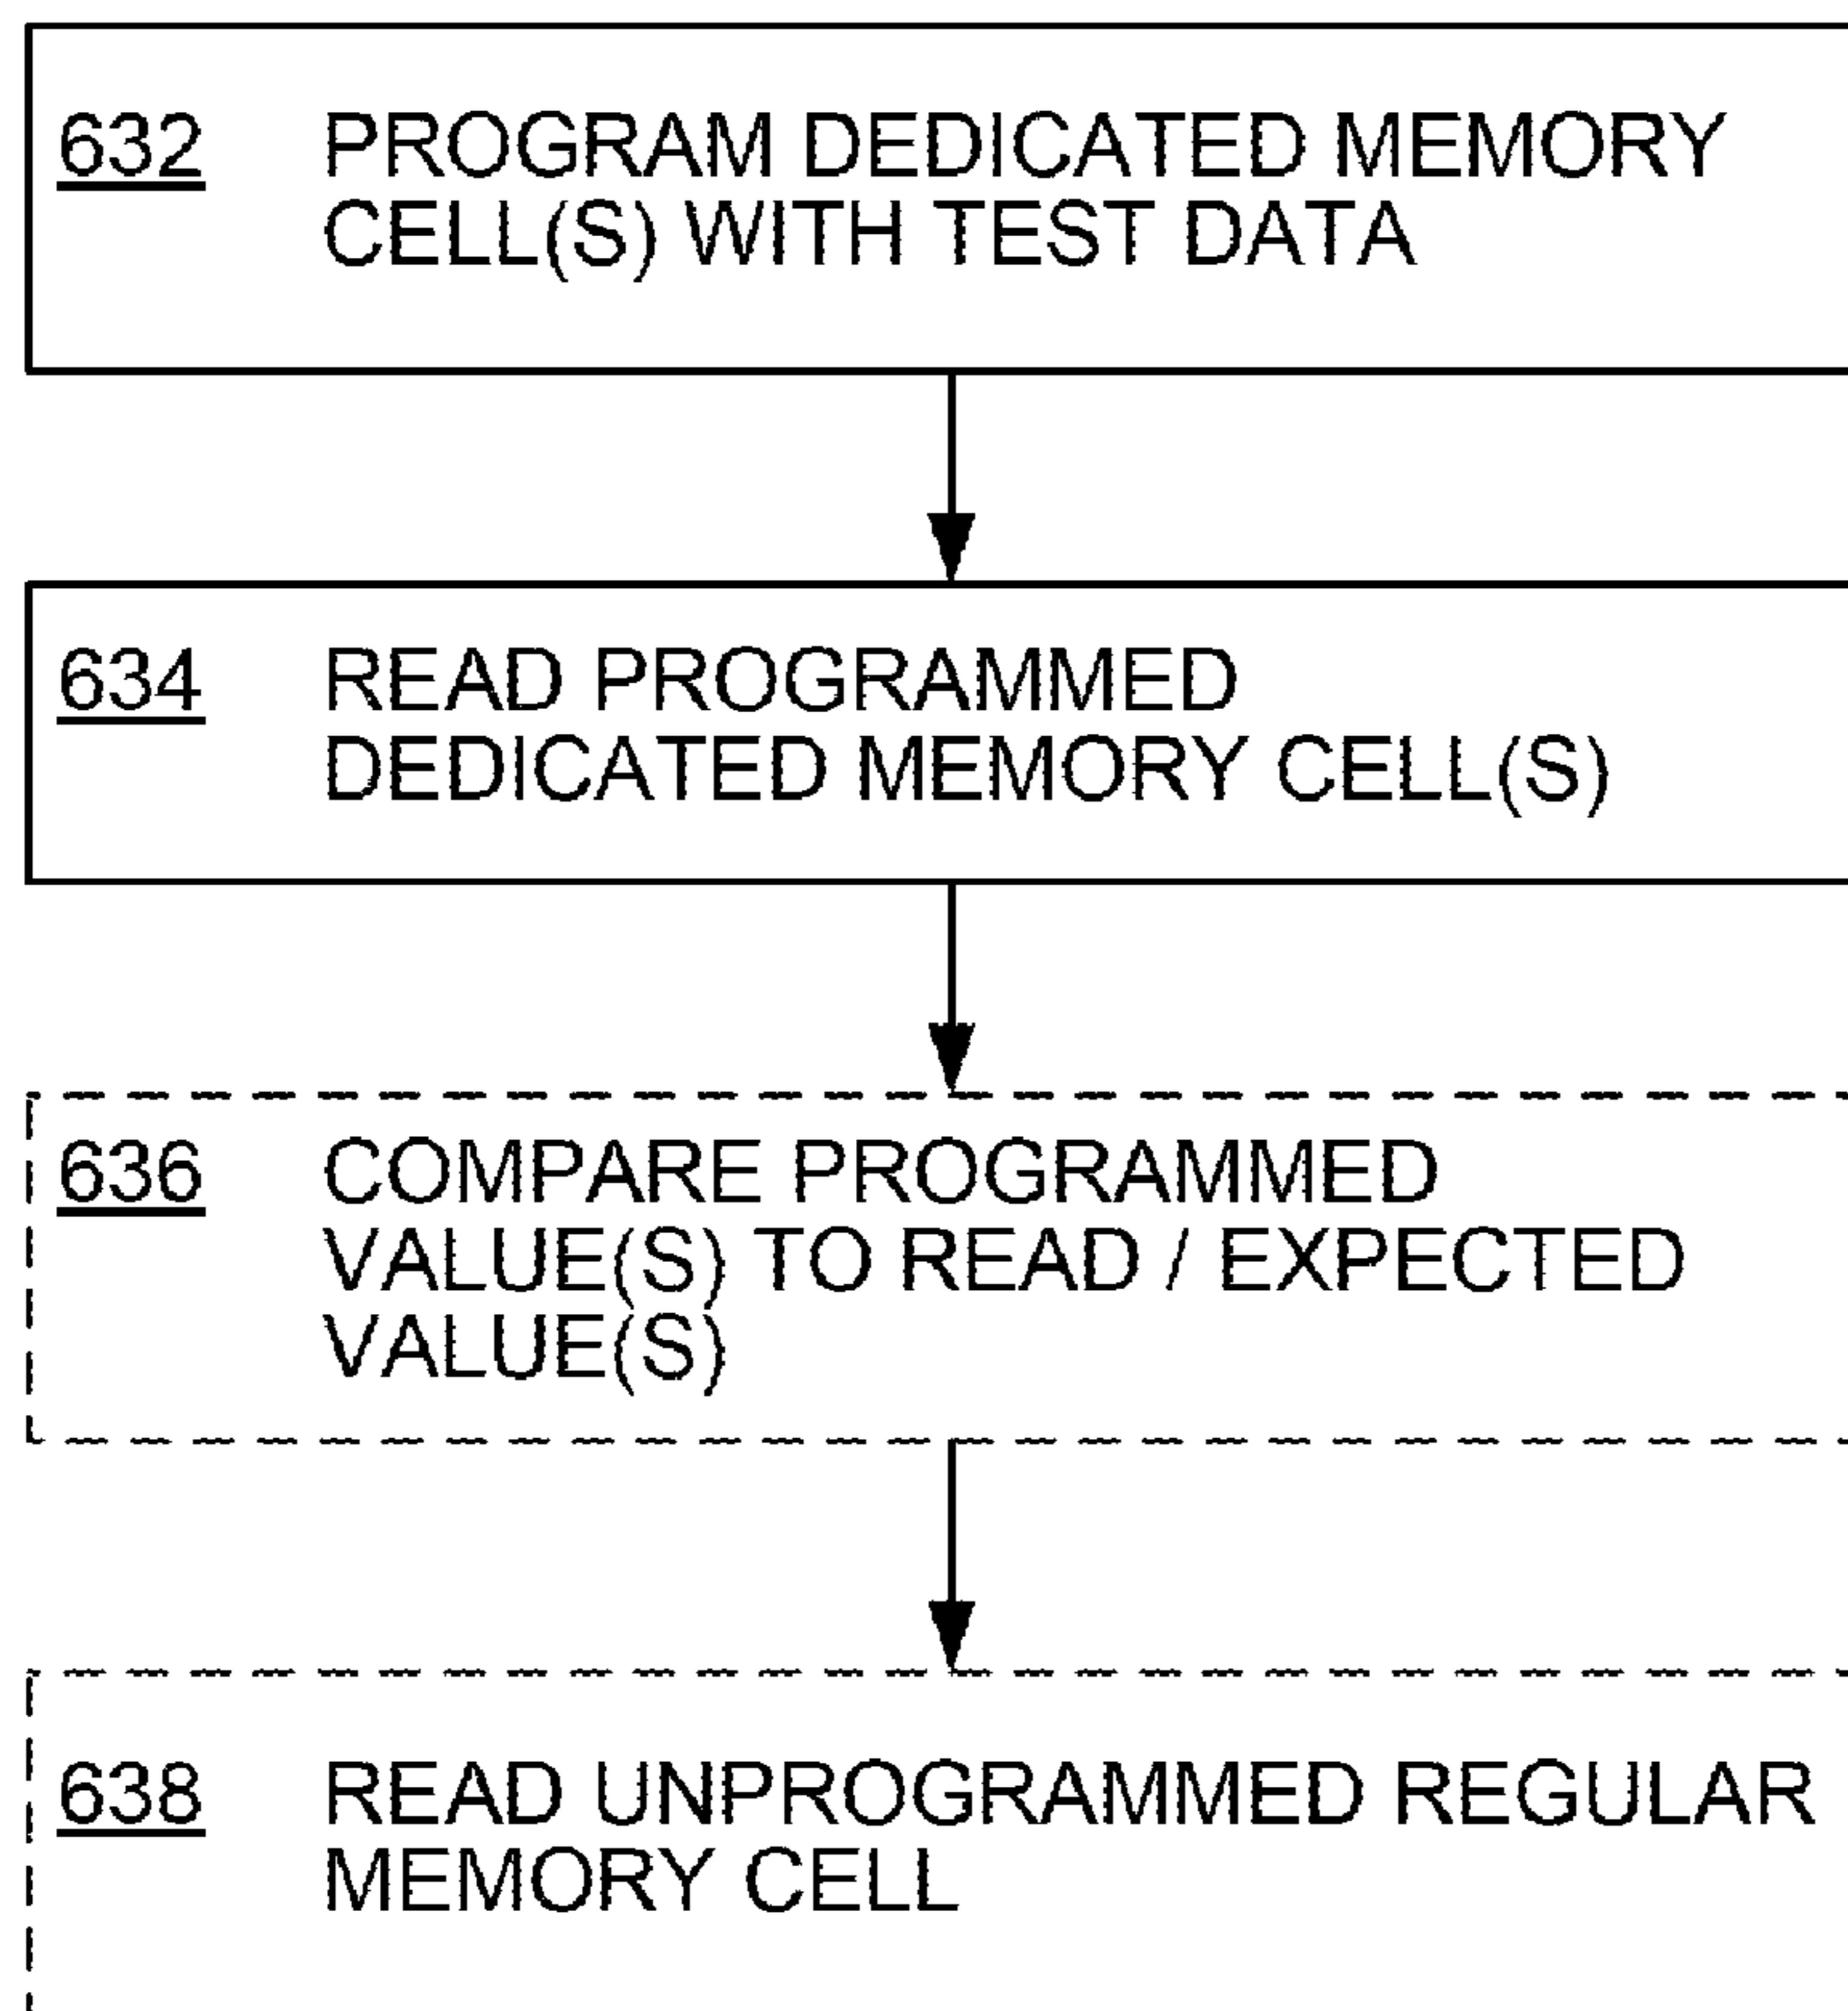 632 PROGRAM DEDICATED MEMORY
CELL(S) WITH TEST DATA
634 READ PROGRAMMED
DEDICATED MEMORY CELL(S)
636 COMPARE PROGRAMMED
VALUE(S) TO READ / EXPECTED
VALUE(S)
638 READ UNPROGRAMMED REGULAR
MEMORY CELL